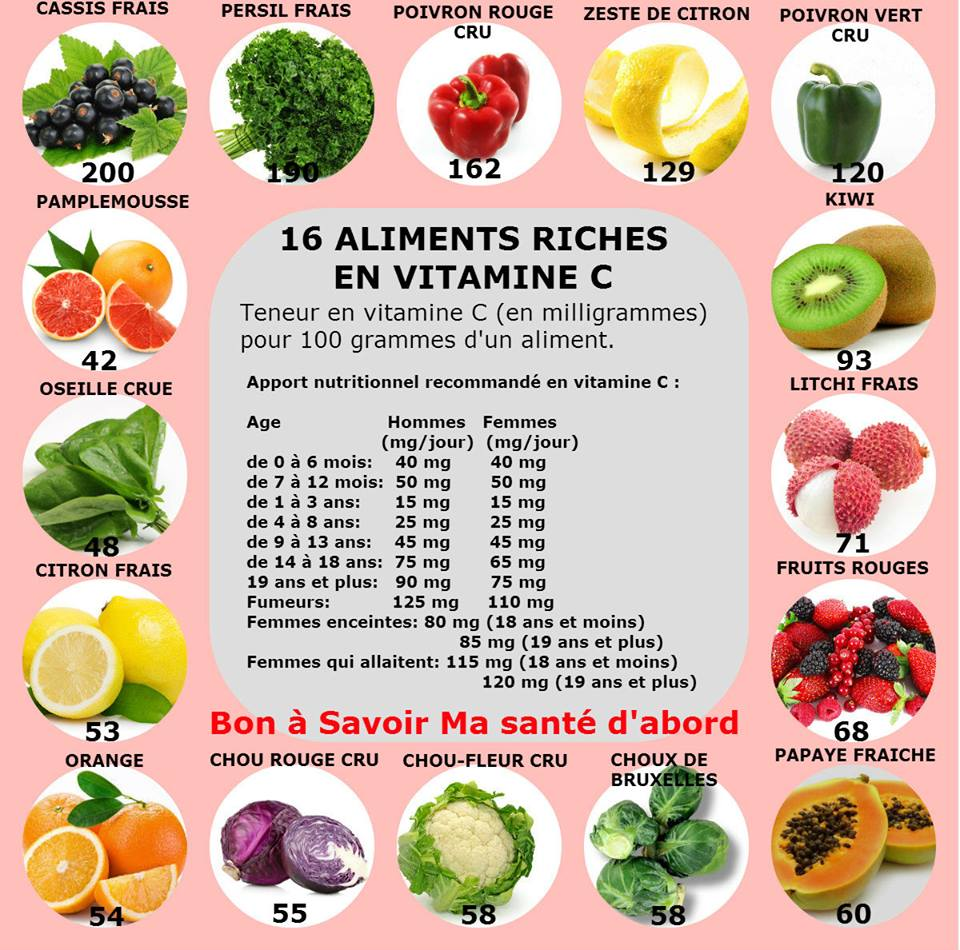 CASSIS FRAIS
200
PERSIL FRAIS
190
POIVRON ROUGE
CRU
162
ZESTE DE CITRON
129
POIVRON VERT
CRU
120
PAMPLEMOUSSE
42
KIWI
93
16 ALIMENTS RICHES
EN VITAMINE C
Teneur en vitamine C (en milligrammes)
pour 100 grammes d'un aliment.
Apport nutritionnel recommandé en vitamine C :
Age Hommes Femmes
(mg/jour) (mg/jour)
de 0 à 6 mois: 40 mg 40 mg
de 7 à 12 mois: 50 mg 50 mg
de 1 à 3 ans: 15 mg 15 mg
de 4 à 8 ans: 25 mg 25 mg
de 9 à 13 ans: 45 mg 45 mg
de 14 à 18 ans: 75 mg 65 mg
19 ans et plus: 90 mg 75 mg
Fumeurs: 125 mg 110 mg
Femmes enceintes: 80 mg (18 ans et moins)
85 mg (19 ans et plus)
Femmes qui allaitent: 115 mg (18 ans et moins)
120 mg (19 ans et plus)
Bon à Savoir Ma santé d'abord
OSEILLE CRUE
48
LITCHI FRAIS
71
CITRON FRAIS
53
FRUITS ROUGES
68
ORANGE
54
CHOU ROUGE CRU
55
CHOU-FLEUR CRU
58
CHOUX DE
BRUXELLES
58
PAPAYE FRAICHE
60